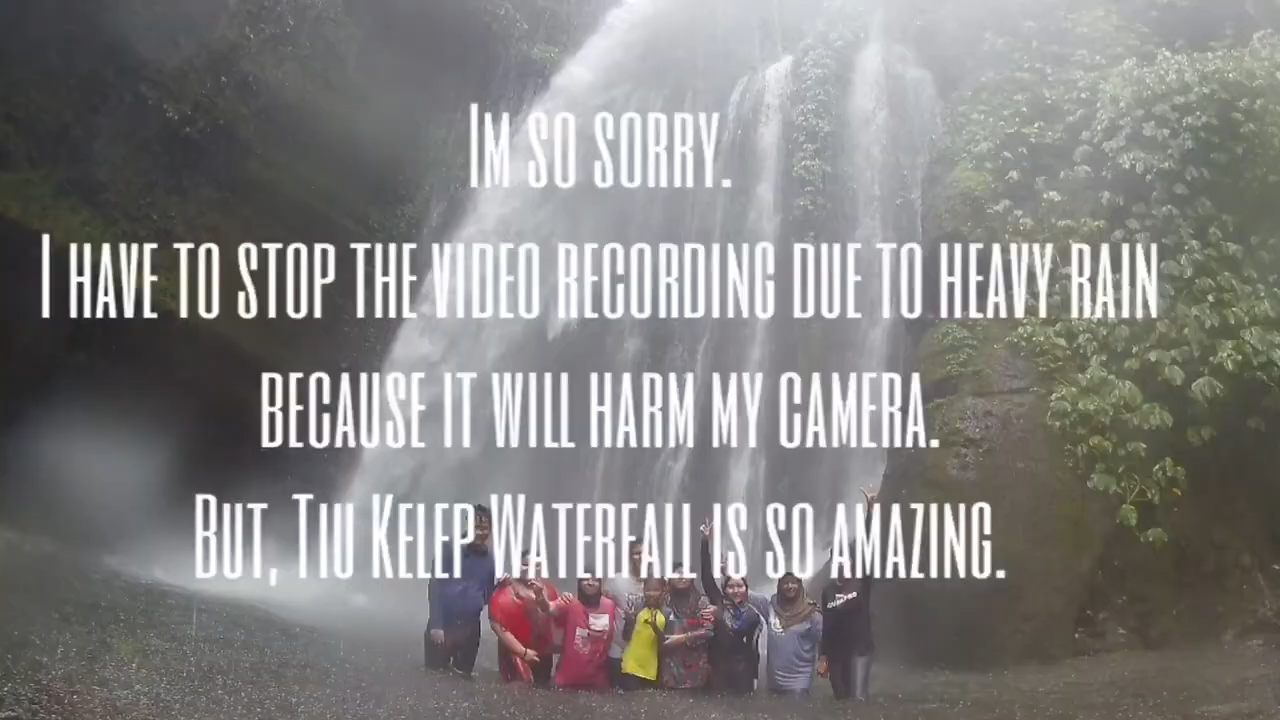 Im so sorry.
I have to stop the video recording due to heavy rain
because it will harm my camera.
But, Tiu Kelep Waterfall is so amazing.